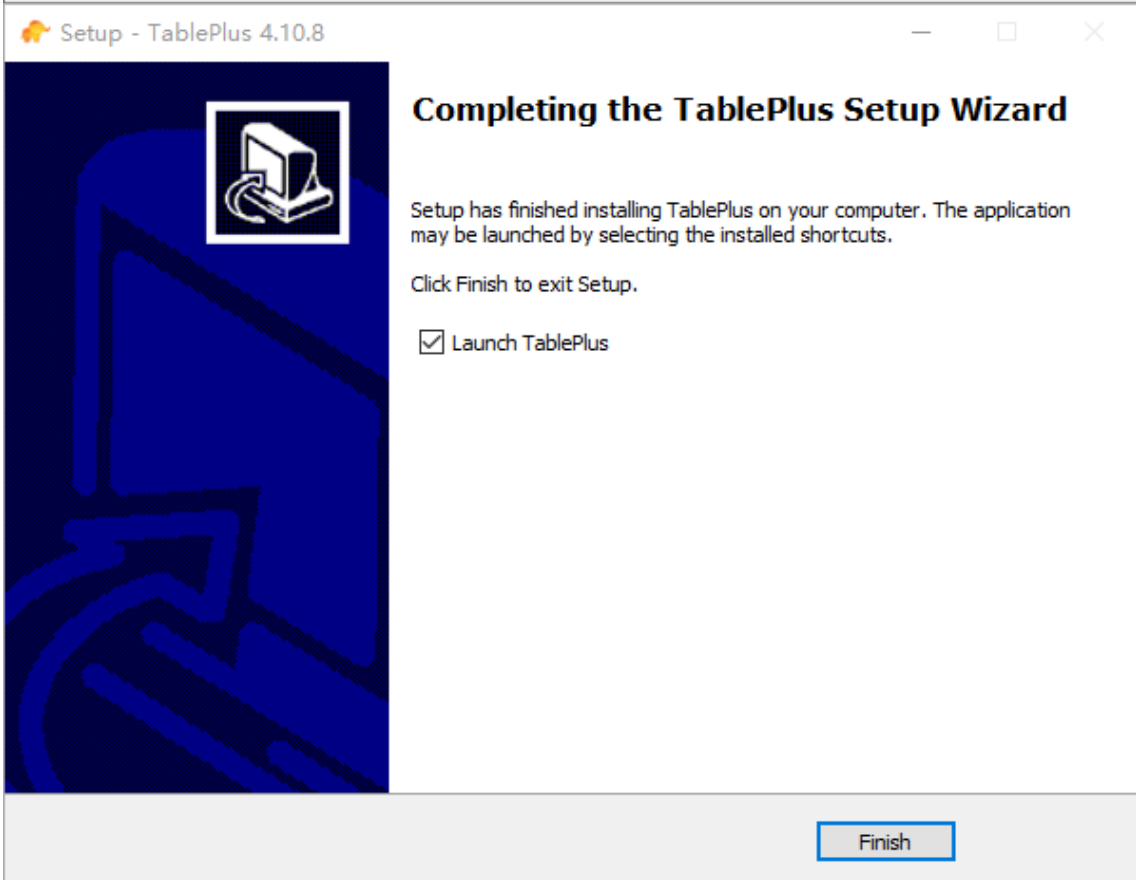 Setup - TablePlus 4.10.8
Completing the TablePlus Setup Wizard
Setup has finished installing TablePlus on your computer. The application
may be launched by selecting the installed shortcuts.
Click Finish to exit Setup.
Launch TablePlus
Finish